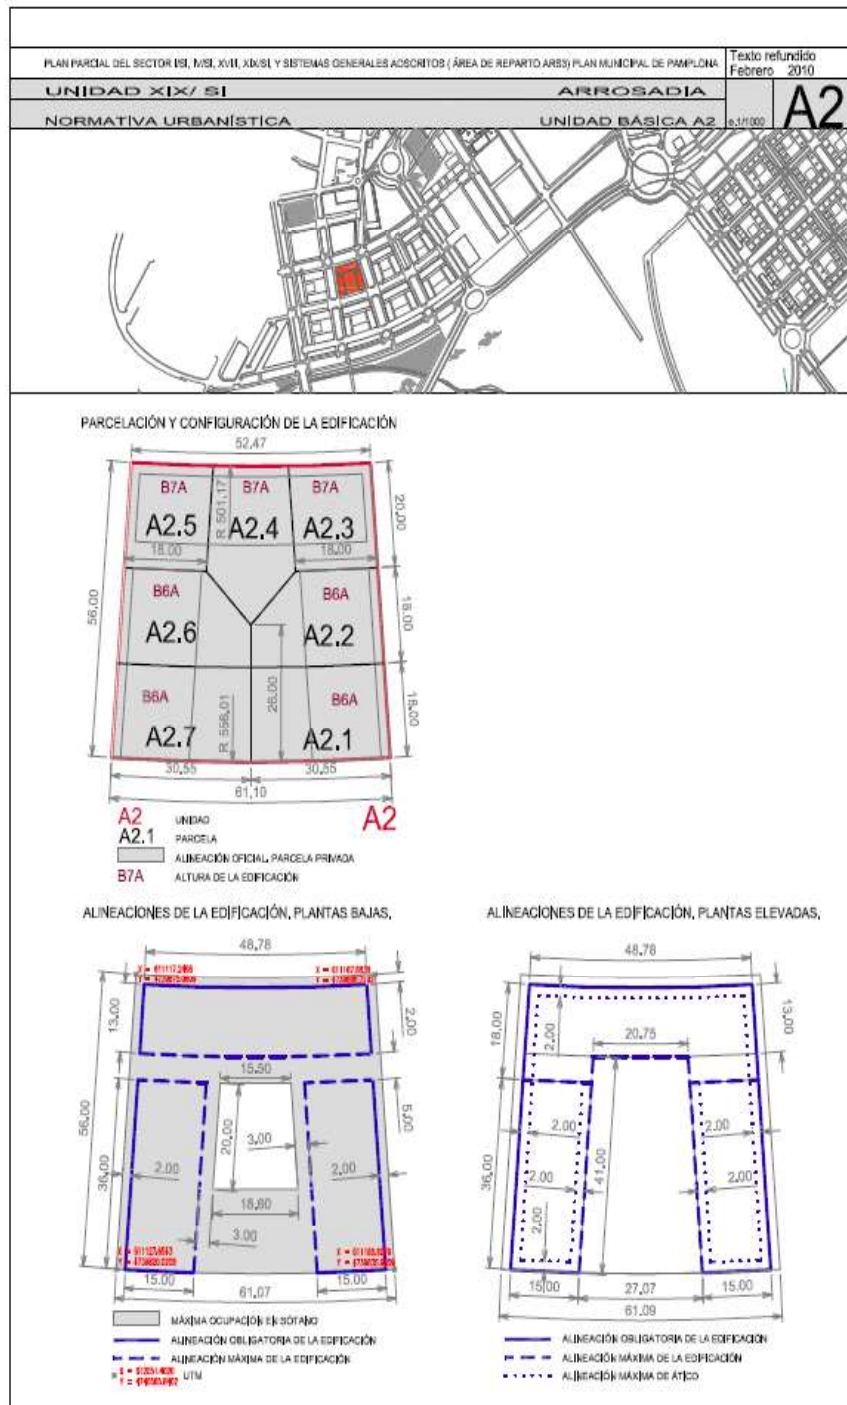 PLAN PARCIAL DEL SECTOR I/SI, IV/SI, XVI/I, XIX/SI, Y SISTEMAS GENERALES ADSCRITOS ( ÁREA DE REPARTO ARS3) PLAN MUNICIPAL DE PAMPLONA
Texto refundido
Febrero 2010
UNIDAD XIX/ SI ARROSADIA
NORMATIVA URBANÍSTICA UNIDAD BÁSICA A2 e.1/1000 A2
PARCELACIÓN Y CONFIGURACIÓN DE LA EDIFICACIÓN
52,47
B7A B7A B7A
R 501,17
A2.5 A2.4 A2.3
20,00
18.00 18.00
56,00
B6A B6A
A2.6 A2.2
18,00
B6A B6A
R 556,01
26,00
A2.7 A2.1
18,00
30,55 30,55
61,10
A2 UNIDAD A2
A2.1 PARCELA
ALINEACIÓN OFICIAL, PARCELA PRIVADA
B7A ALTURA DE LA EDIFICACIÓN
ALINEACIONES DE LA EDIFICACIÓN, PLANTAS BAJAS,
48,78
13,00
2,00
15,50
56,00
20,00
3,00
5,00
36,00
2,00 2,00
18,60
3,00
15,00 15,00
61,07
MÁXIMA OCUPACIÓN EN SÓTANO
ALINEACIÓN OBLIGATORIA DE LA EDIFICACIÓN
ALINEACIÓN MÁXIMA DE LA EDIFICACIÓN
UTM
ALINEACIONES DE LA EDIFICACIÓN, PLANTAS ELEVADAS,
48,78
18,00
2,00
20,75
13,00
2,00 2,00
36,00
41,00
2,00 2,00
2,00
15,00 27,07 15,00
61,09
ALINEACIÓN OBLIGATORIA DE LA EDIFICACIÓN
ALINEACIÓN MÁXIMA DE LA EDIFICACIÓN
ALINEACIÓN MÁXIMA DE ÁTICO